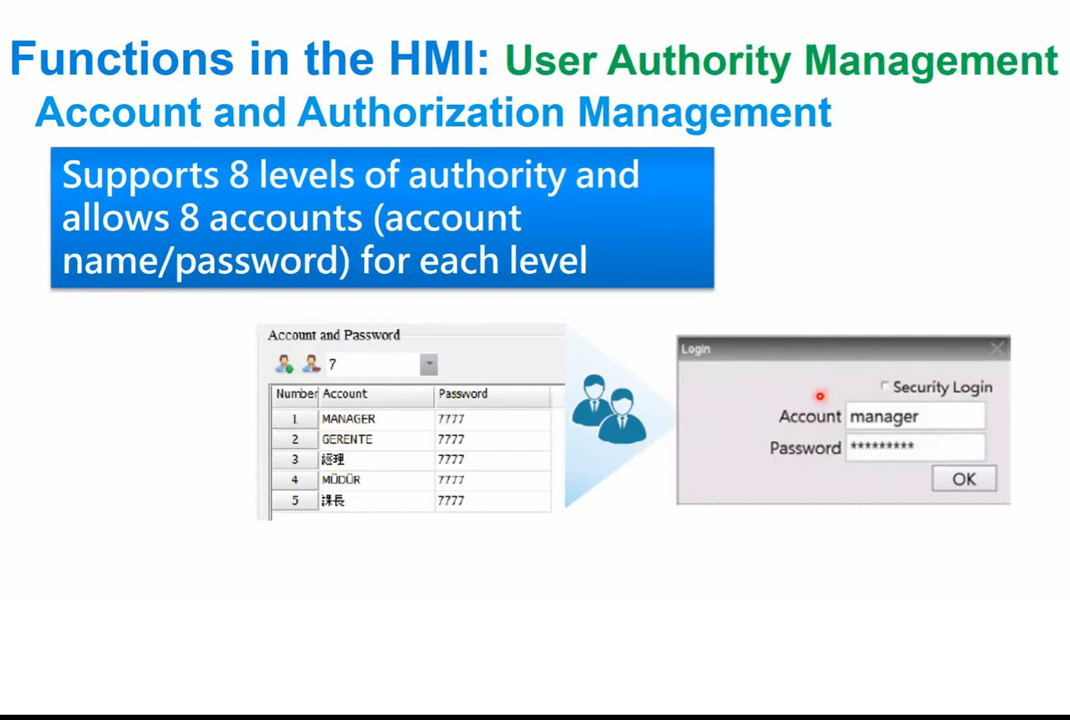 Functions in the HMI: User Authority Management
Account and Authorization Management
Supports 8 levels of authority and
allows 8 accounts (account
name/password) for each level
Account and Password
7
Number Account Password
1 MANAGER 7777
2 GERENTE 7777
3 經理 7777
4 MÜDÜR 7777
5 課長 7777
Login
Security Login
Account manager
Password *********
OK